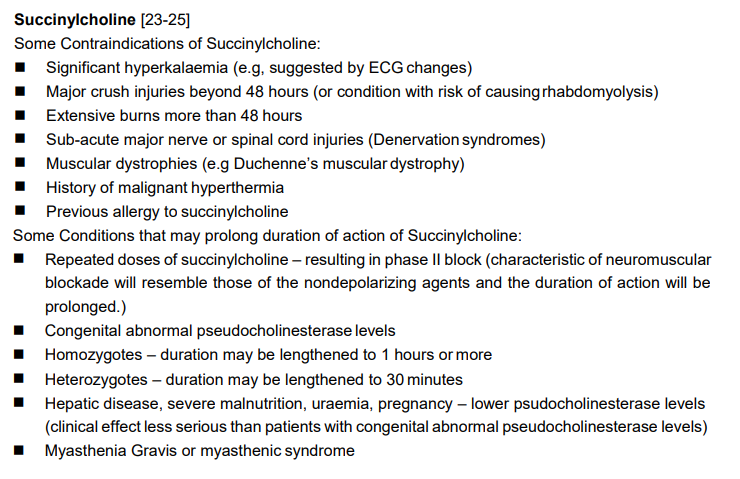 Succinylcholine [23-25]
Some Contraindications of Succinylcholine:
■ Significant hyperkalaemia (e.g, suggested by ECG changes)
■ Major crush injuries beyond 48 hours (or condition with risk of causing rhabdomyolysis)
■ Extensive burns more than 48 hours
■ Sub-acute major nerve or spinal cord injuries (Denervation syndromes)
■ Muscular dystrophies (e.g Duchenne’s muscular dystrophy)
■ History of malignant hyperthermia
■ Previous allergy to succinylcholine
Some Conditions that may prolong duration of action of Succinylcholine:
■ Repeated doses of succinylcholine – resulting in phase II block (characteristic of neuromuscular
blockade will resemble those of the nondepolarizing agents and the duration of action will be
prolonged.)
■ Congenital abnormal pseudocholinesterase levels
■ Homozygotes – duration may be lengthened to 1 hours or more
■ Heterozygotes – duration may be lengthened to 30 minutes
■ Hepatic disease, severe malnutrition, uraemia, pregnancy – lower psudocholinesterase levels
(clinical effect less serious than patients with congenital abnormal pseudocholinesterase levels)
■ Myasthenia Gravis or myasthenic syndrome